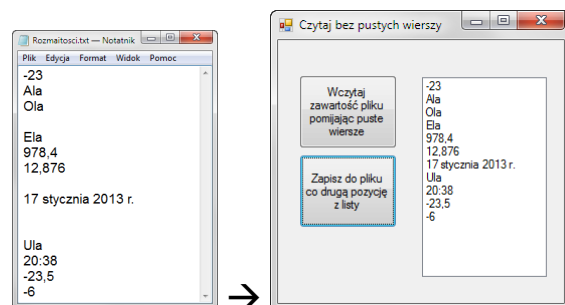 Rozmaitosci.txt — Notatnik
Plik Edycja Format Widok Pomoc
-23
Ala
Ola
Ela
978,4
12,876
17 stycznia 2013 r.
Ula
20:38
-23,5
-6
→
Czytaj bez pustych wierszy
Wczytaj
zawartość pliku
pomijając puste
wiersze
Zapisz do pliku
co drugą pozycję
z listy
-23
Ala
Ola
Ela
978,4
12,876
17 stycznia 2013 r.
Ula
20:38
-23,5
-6